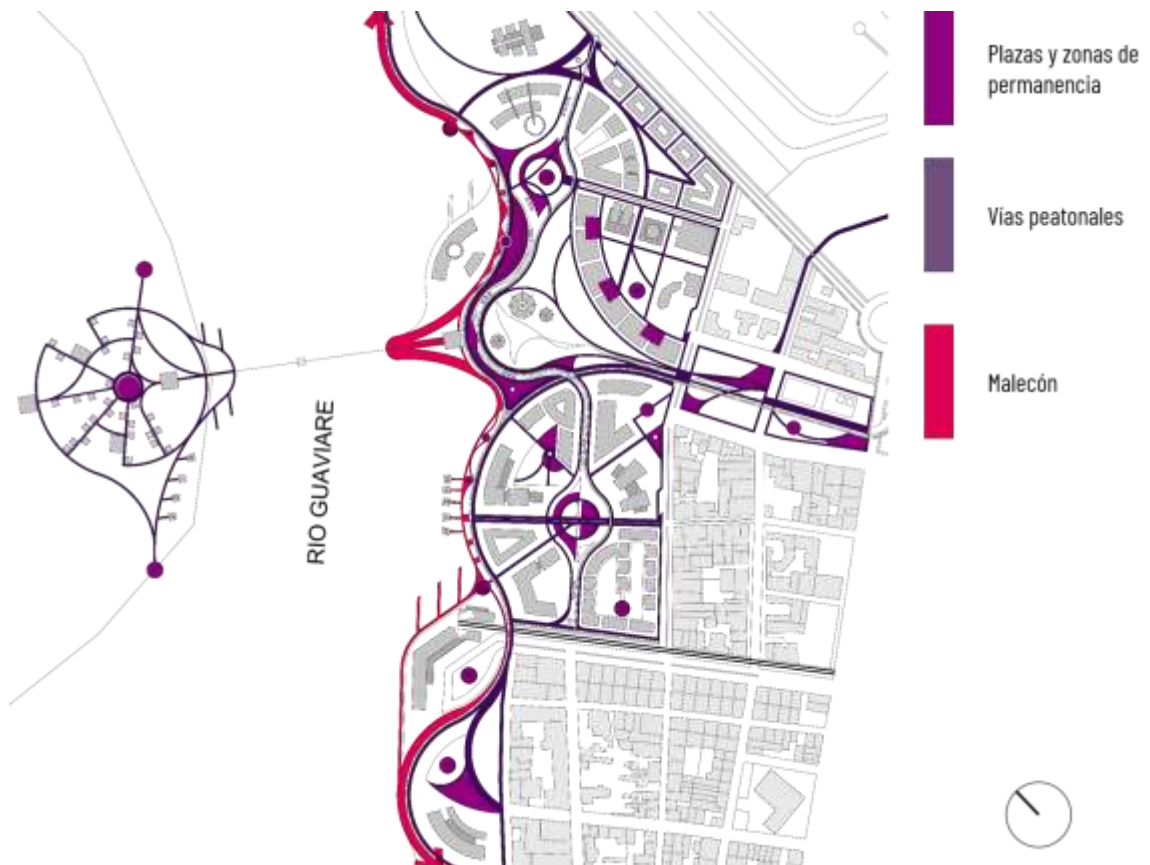 Plazas y zonas de
permanencia
Vías peatonales
Malecón
RIO GUAVIARE